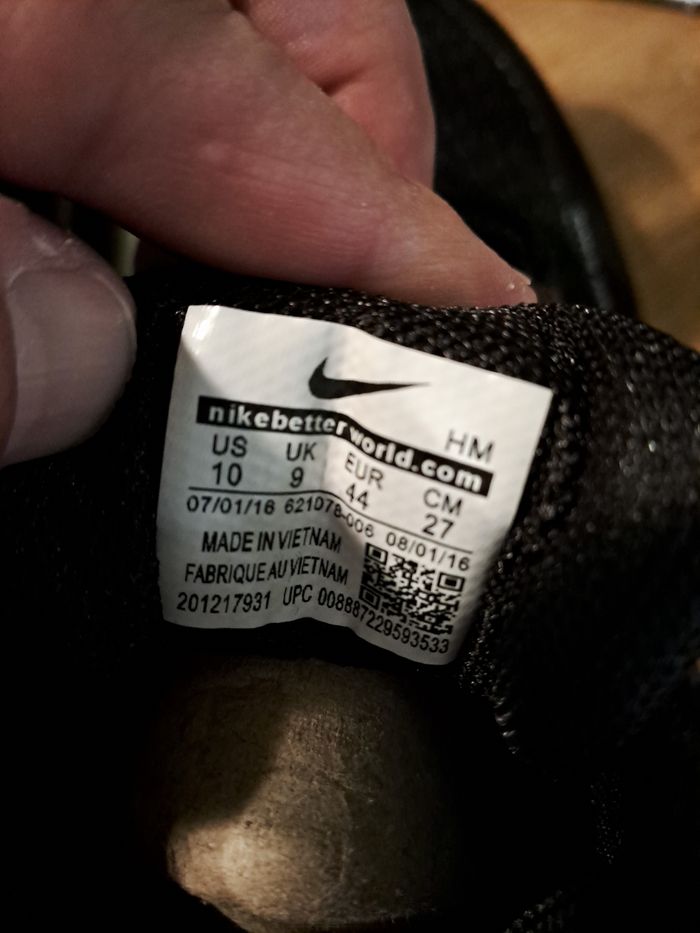 HM
nikebetterworld.com
US UK EUR CM
10 9 44 27
07/01/16 621078-006 08/01/16
MADE IN VIETNAM
FABRIQUE AU VIETNAM
201217931 UPC 008887229593533